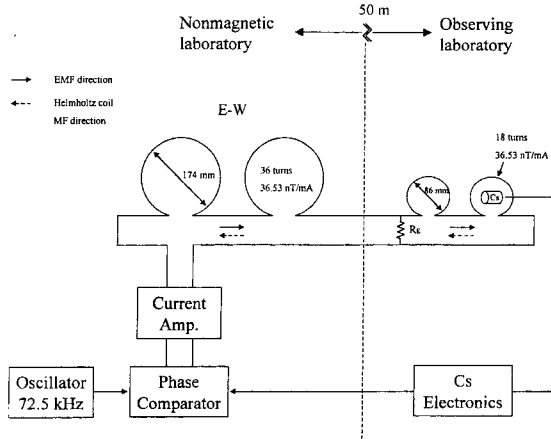 50 m
Nonmagnetic
laboratory
Observing
laboratory
EMF direction
Helmholtz coil
MF direction
E-W
174 mm
36 turns
36.53 nT/mA
86 mm
18 turns
36.53 nT/mA
Cs
RE
Current
Amp.
Oscillator
72.5 kHz
Phase
Comparator
Cs
Electronics